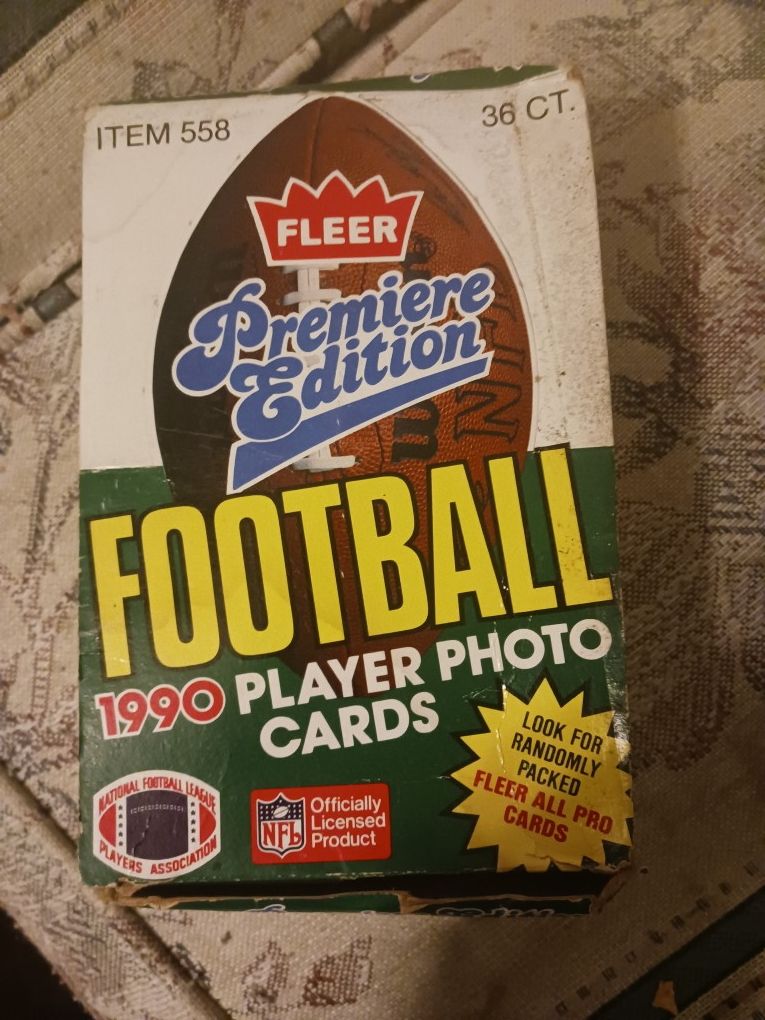 ITEM 558
36 CT.
FLEER
Premiere
Edition
NFL
FOOTBALL
1990 PLAYER PHOTO
CARDS
LOOK FOR
RANDOMLY
PACKED
FLEER ALL PRO
CARDS
NATIONAL FOOTBALL LEAGUE
PLAYERS ASSOCIATION
NFL
Officially
Licensed
Product